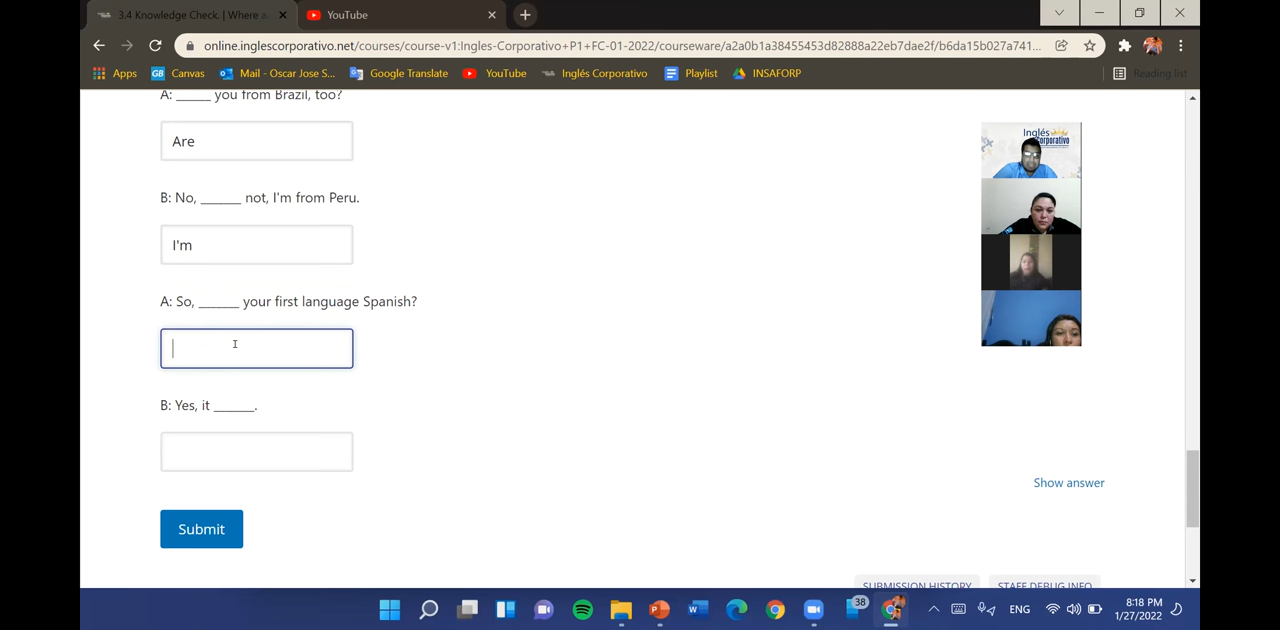 3.4 Knowledge Check. | Where a
YouTube
online.inglescorporativo.net/courses/course-v1:Ingles-Corporativo+P1+FC-01-2022/courseware/a2a0b1a38455453d82888a22eb7dae2f/b6da15b027a741...
Apps
GB Canvas
Mail - Oscar Jose S...
Google Translate
YouTube
Inglés Corporativo
Playlist
INSAFORP
Reading list
A: _____ you from Brazil, too?
Are
B: No, ______ not, I'm from Peru.
I'm
A: So, ______ your first language Spanish?
B: Yes, it ______.
Show answer
Submit
SUBMISSION HISTORY
STAFF DEBUG INFO
Inglés
Corporativo
38
ENG
8:18 PM
1/27/2022